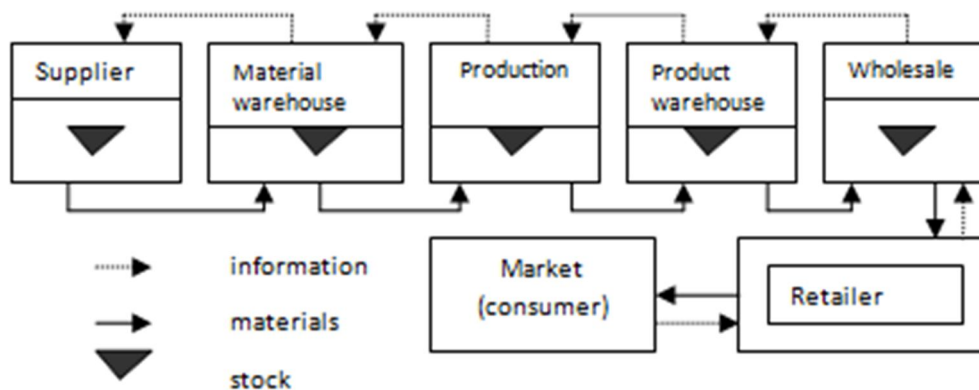 Supplier
Material
warehouse
Production
Product
warehouse
Wholesale
information
materials
stock
Market
(consumer)
Retailer